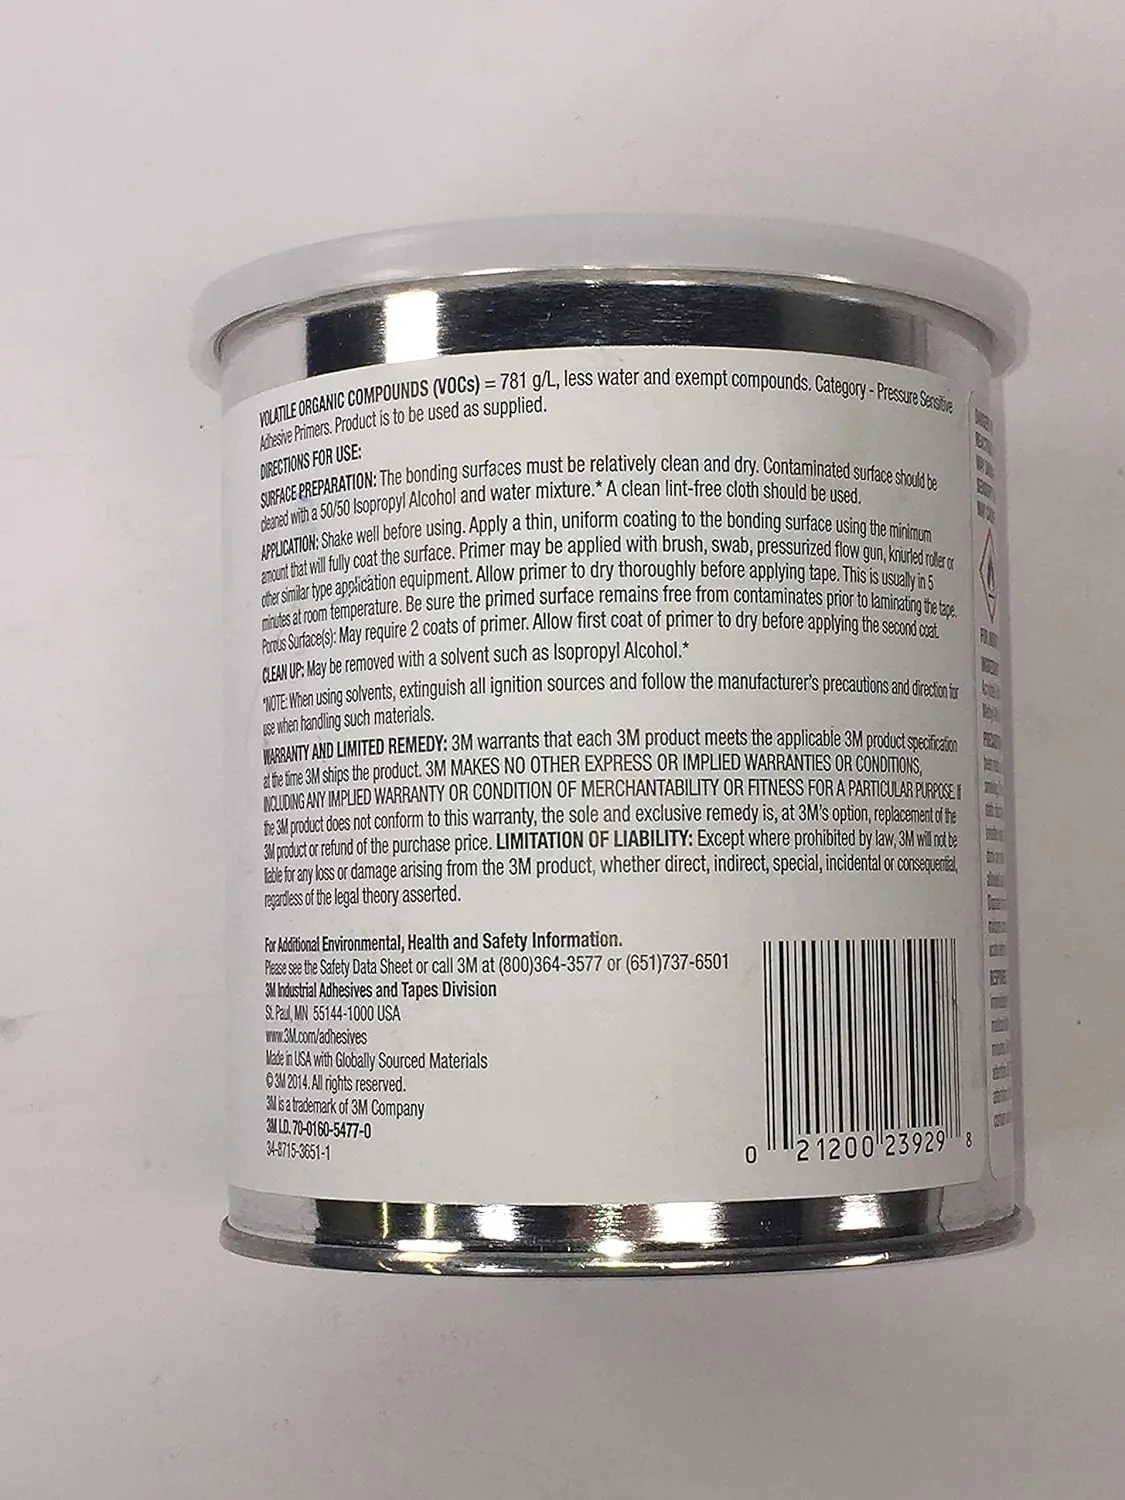 VOLATILE ORGANIC COMPOUNDS (VOCs) = 781 g/L, less water and exempt compounds. Category - Pressure Sensitive
Adhesive Primers. Product is to be used as supplied.
DIRECTIONS FOR USE:
SURFACE PREPARATION: The bonding surfaces must be relatively clean and dry. Contaminated surface should be
cleaned with a 50/50 Isopropyl Alcohol and water mixture.* A clean lint-free cloth should be used.
APPLICATION: Shake well before using. Apply a thin, uniform coating to the bonding surface using the minimum
amount that will fully coat the surface. Primer may be applied with brush, swab, pressurized flow gun, knurled roller or
other similar type application equipment. Allow primer to dry thoroughly before applying tape. This is usually in 5
minutes at room temperature. Be sure the primed surface remains free from contaminates prior to laminating the tape.
Porous Surface(s): May require 2 coats of primer. Allow first coat of primer to dry before applying the second coat.
CLEAN UP: May be removed with a solvent such as Isopropyl Alcohol.*
*NOTE: When using solvents, extinguish all ignition sources and follow the manufacturer's precautions and direction for
use when handling such materials.
WARRANTY AND LIMITED REMEDY: 3M warrants that each 3M product meets the applicable 3M product specification
at the time 3M ships the product. 3M MAKES NO OTHER EXPRESS OR IMPLIED WARRANTIES OR CONDITIONS,
INCLUDING ANY IMPLIED WARRANTY OR CONDITION OF MERCHANTABILITY OR FITNESS FOR A PARTICULAR PURPOSE. If
the 3M product does not conform to this warranty, the sole and exclusive remedy is, at 3M's option, replacement of the
3M product or refund of the purchase price. LIMITATION OF LIABILITY: Except where prohibited by law, 3M will not be
liable for any loss or damage arising from the 3M product, whether direct, indirect, special, incidental or consequential,
regardless of the legal theory asserted.
For Additional Environmental, Health and Safety Information.
Please see the Safety Data Sheet or call 3M at (800)364-3577 or (651)737-6501
3M Industrial Adhesives and Tapes Division
St. Paul, MN 55144-1000 USA
www.3M.com/adhesives
Made in USA with Globally Sourced Materials
© 3M 2014. All rights reserved.
3M is a trademark of 3M Company
3M I.D. 70-0160-5477-0
34-8715-3651-1
0 21200 23929 8